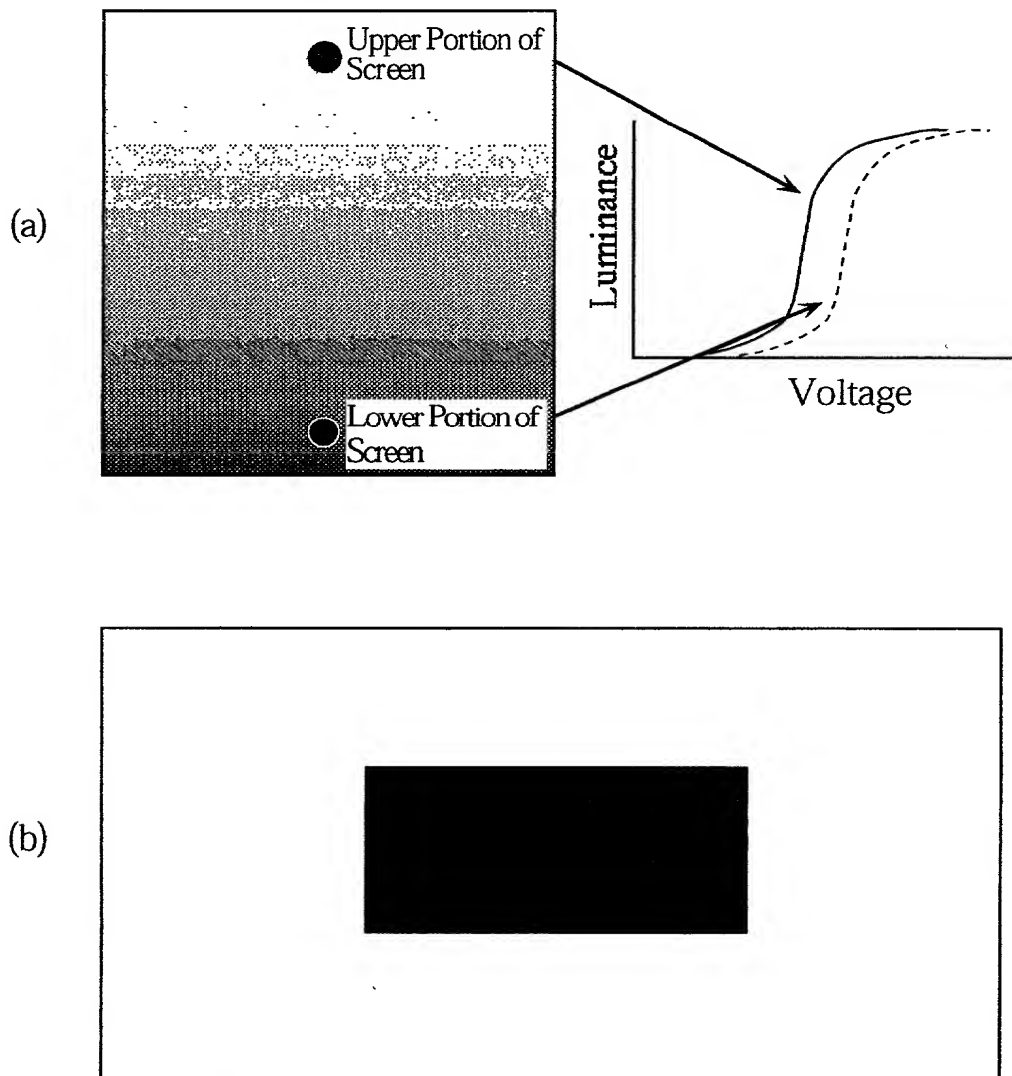 (a)
Upper Portion of
Screen
Lower Portion of
Screen
Luminance
Voltage
(b)